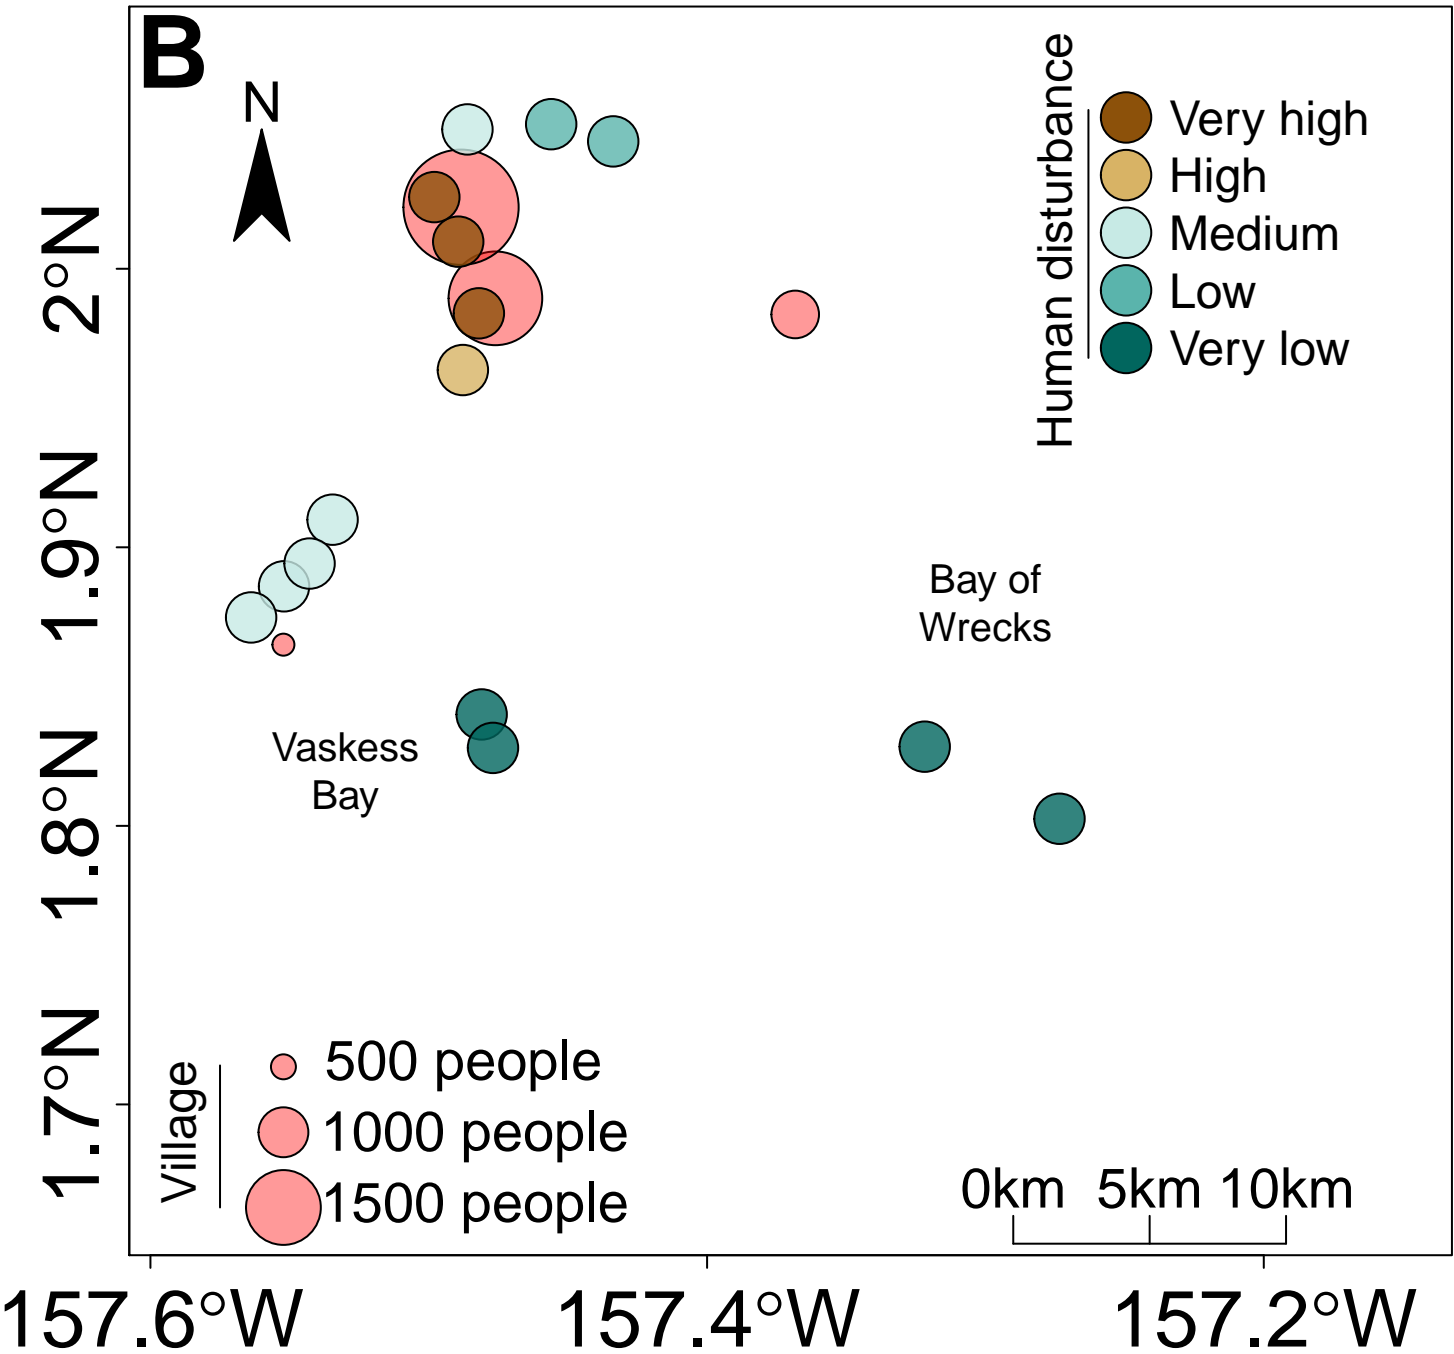 B
N
Human disturbance
Very high
High
Medium
Low
Very low
2°N
1.9°N
1.8°N
1.7°N
Bay of
Wrecks
Vaskess
Bay
Village
500 people
1000 people
1500 people
0km 5km 10km
157.6°W 157.4°W 157.2°W